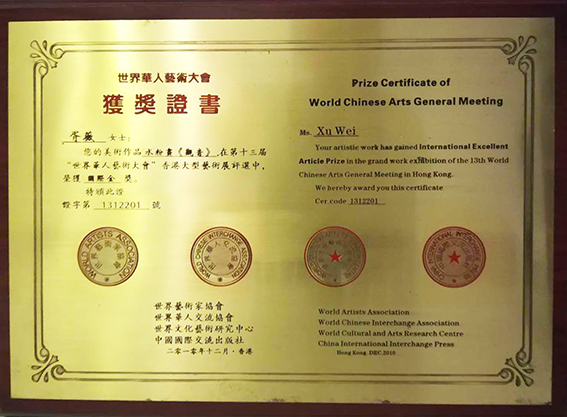 世界華人藝術大會
獲獎證書
胥薇 女士:
您的美術作品水粉畫《觀音》,在第十三屆
“世界華人藝術大會”香港大型藝術展評選中,
榮獲 國際金 獎。
特頒此證
證字第 1312201 號
世界藝術家協會
世界華人交流協會
世界文化藝術研究中心
中國國際交流出版社
二零一零年十二月·香港
Prize Certificate of
World Chinese Arts General Meeting
Ms. Xu Wei
Your artistic work has gained International Excellent
Article Prize in the grand work exhibition of the 13th World
Chinese Arts General Meeting in Hong Kong.
We hereby award you this certificate
Cer.code 1312201
WORLD ARTISTS ASSOCIATION
WORLD CHINESE INTERCHANGE ASSOCIATION
World Artists Association
World Chinese Interchange Association
World Cultural and Arts Research Centre
China International Interchange Press
Hong Kong. DEC.2010